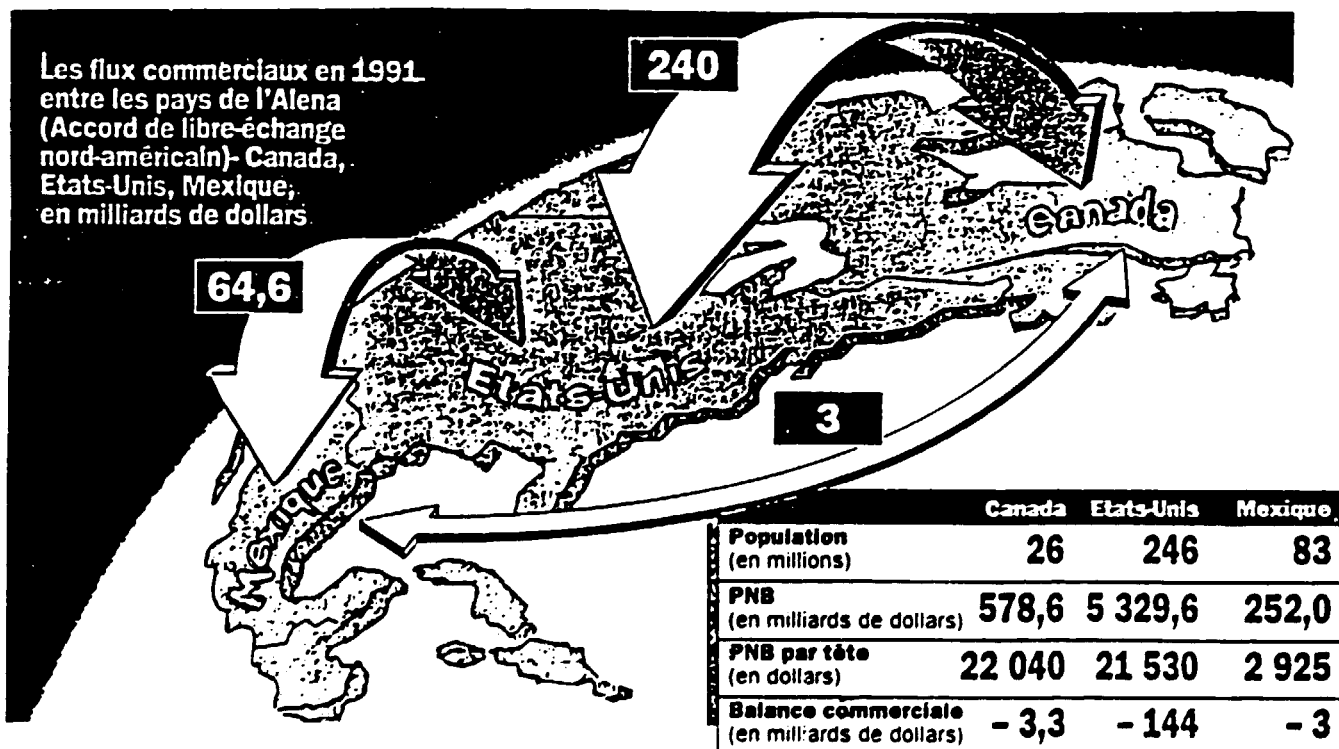 Les flux commerciaux en 1991
entre les pays de l'Alena
(Accord de libre-échange
nord-américain)- Canada,
Etats-Unis, Mexique,
en milliards de dollars
240
64,6
3
Canada
Etats-Unis
Mexique
Canada Etats-Unis Mexique
Population
(en millions) 26 246 83
PNB
(en milliards de dollars) 578,6 5 329,6 252,0
PNB par tête
(en dollars) 22 040 21 530 2 925
Balance commerciale
(en milliards de dollars) - 3,3 - 144 - 3